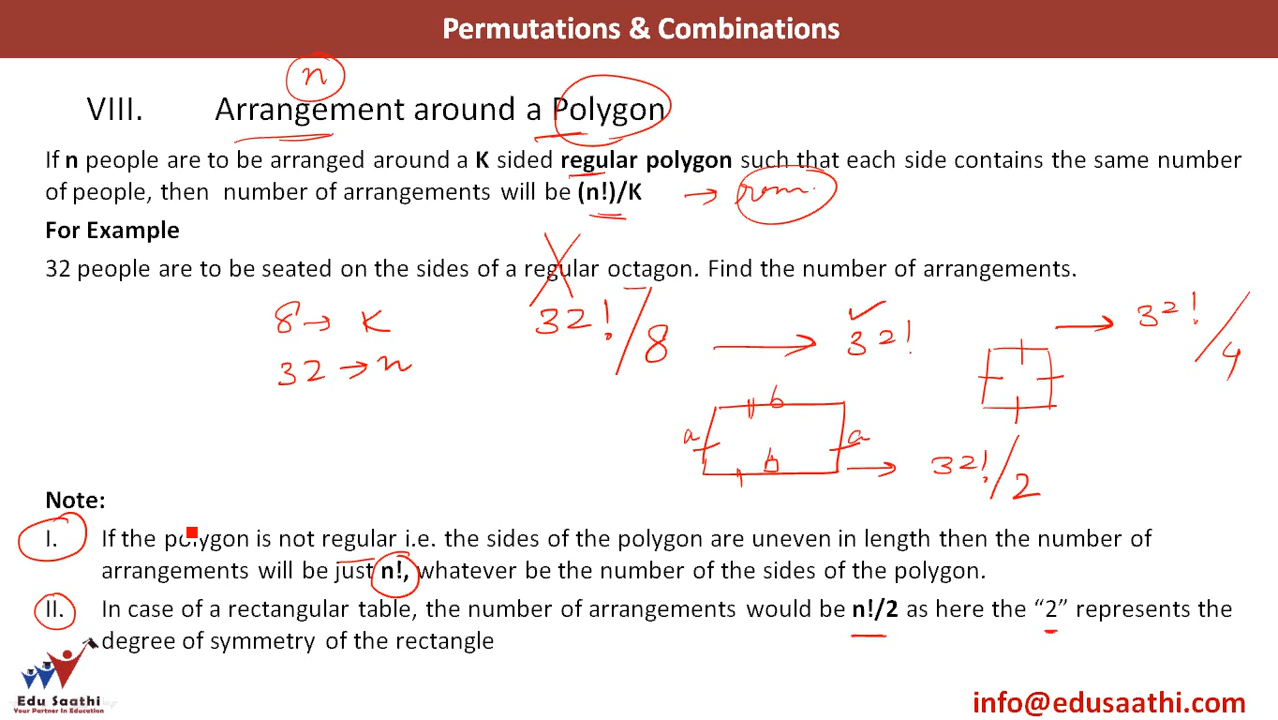 Permutations & Combinations
n
VIII. Arrangement around a Polygon
If n people are to be arranged around a K sided regular polygon such that each side contains the same number
of people, then number of arrangements will be (n!)/K →
For Example
32 people are to be seated on the sides of a regular octagon. Find the number of arrangements.
8 → K
32!/8 → 32!
→ 32!/4
32 → n
b
a a
b → 32!/2
Note:
I. If the polygon is not regular i.e. the sides of the polygon are uneven in length then the number of
arrangements will be just n!, whatever be the number of the sides of the polygon.
II. In case of a rectangular table, the number of arrangements would be n!/2 as here the “2” represents the
degree of symmetry of the rectangle
Edu Saathi
Your Partner in Education
info@edusaathi.com